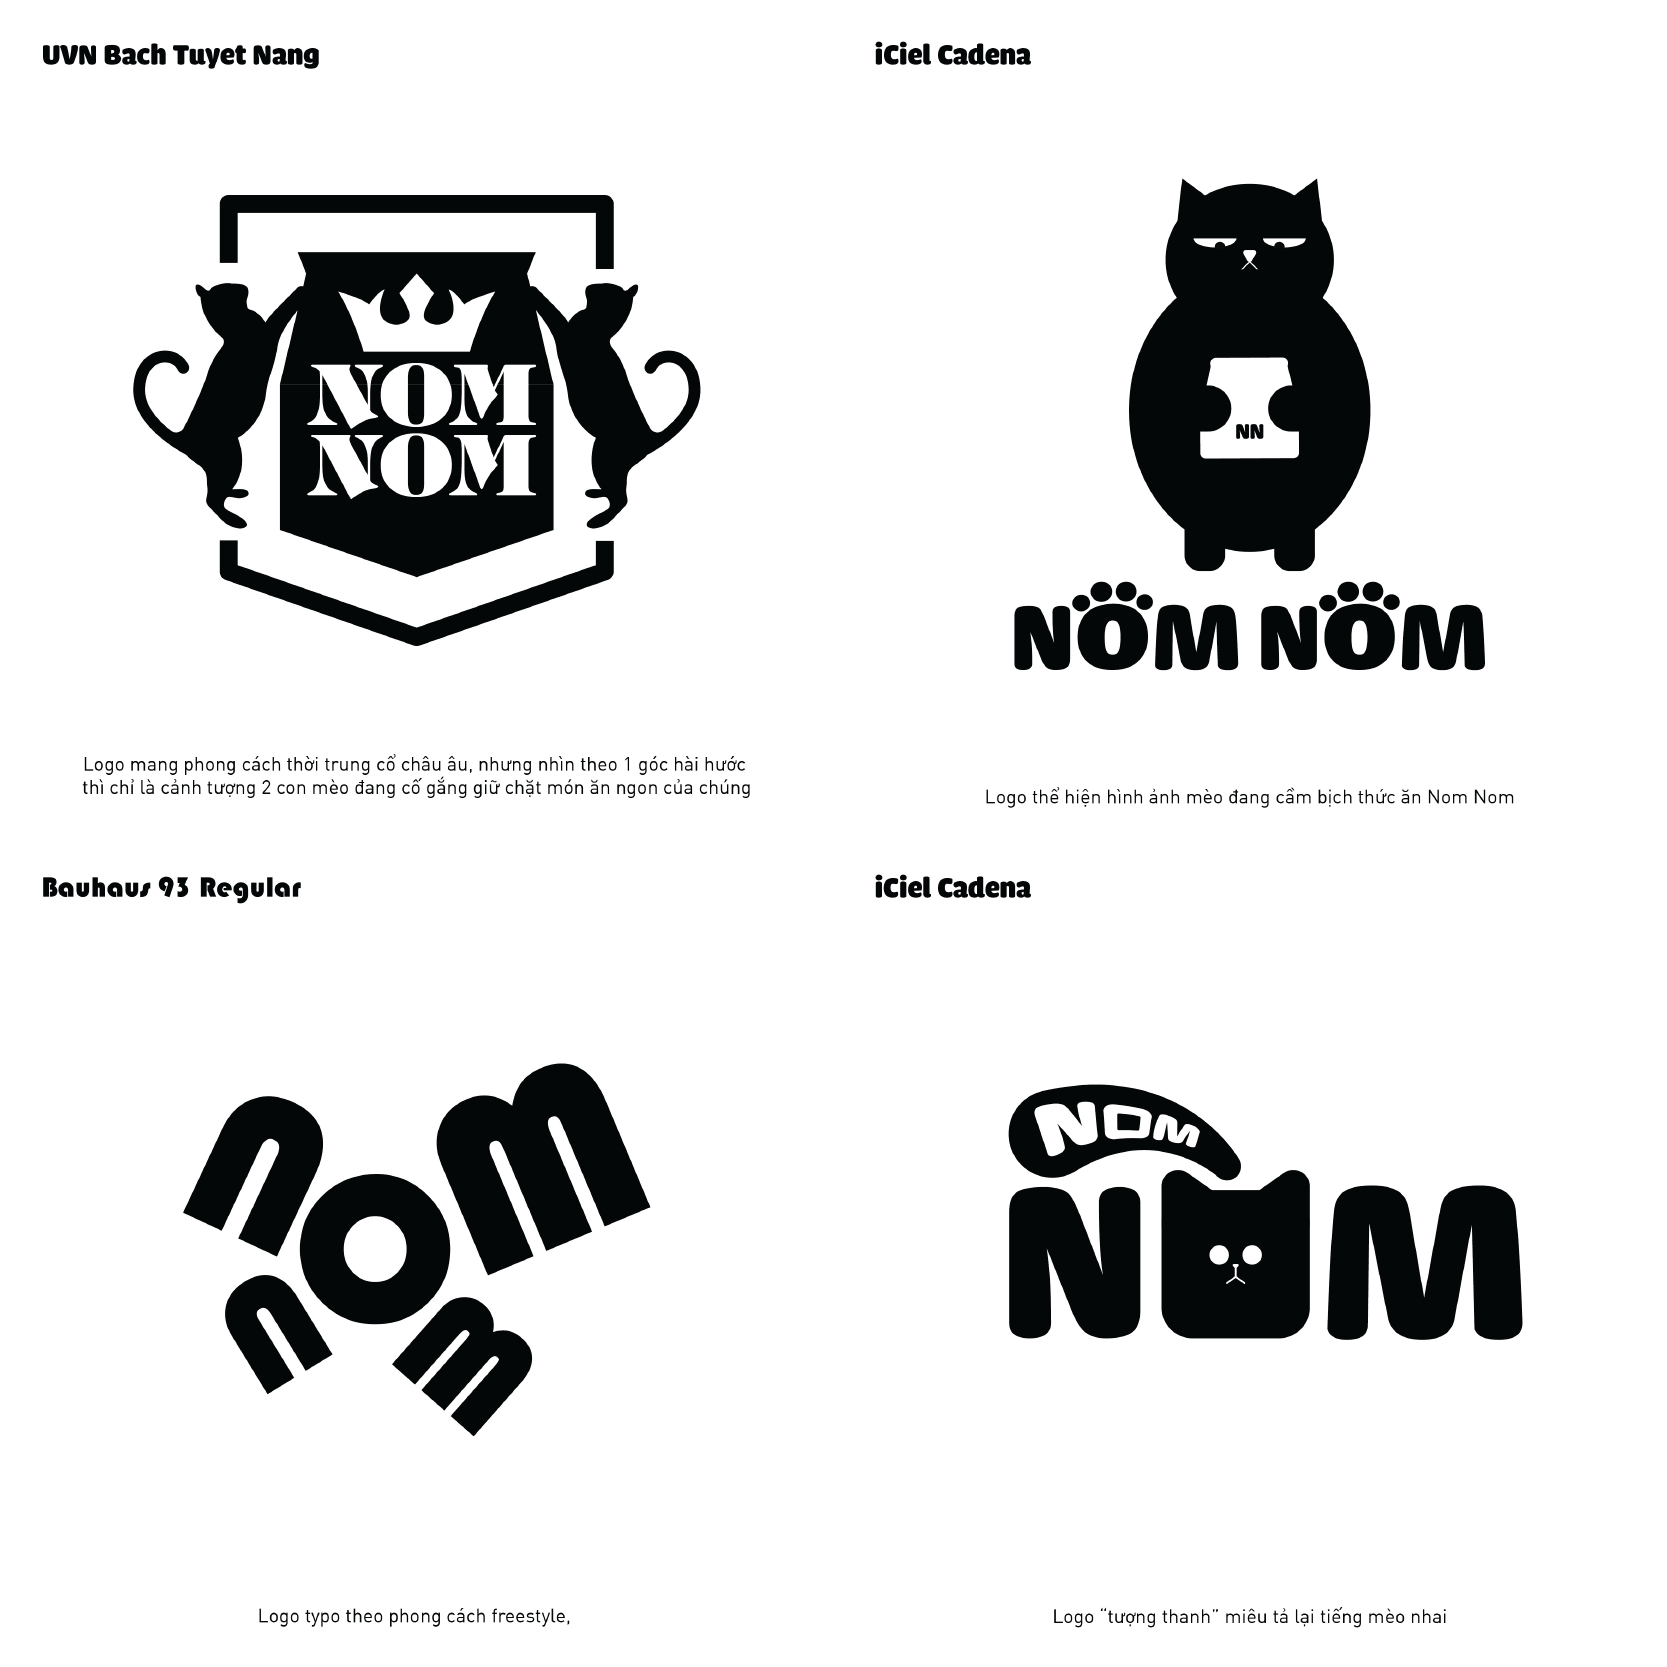 UVN Bach Tuyet Nang
NOM
NOM
Logo mang phong cách thời trung cổ châu âu, nhưng nhìn theo 1 góc hài hước
thì chỉ là cảnh tượng 2 con mèo đang cố gắng giữ chặt món ăn ngon của chúng
iCiel Cadena
NN
NOM NOM
Logo thể hiện hình ảnh mèo đang cầm bịch thức ăn Nom Nom
Bauhaus 93 Regular
nom
nom
Logo typo theo phong cách freestyle,
iCiel Cadena
NOM
NOM
Logo “tượng thanh” miêu tả lại tiếng mèo nhai